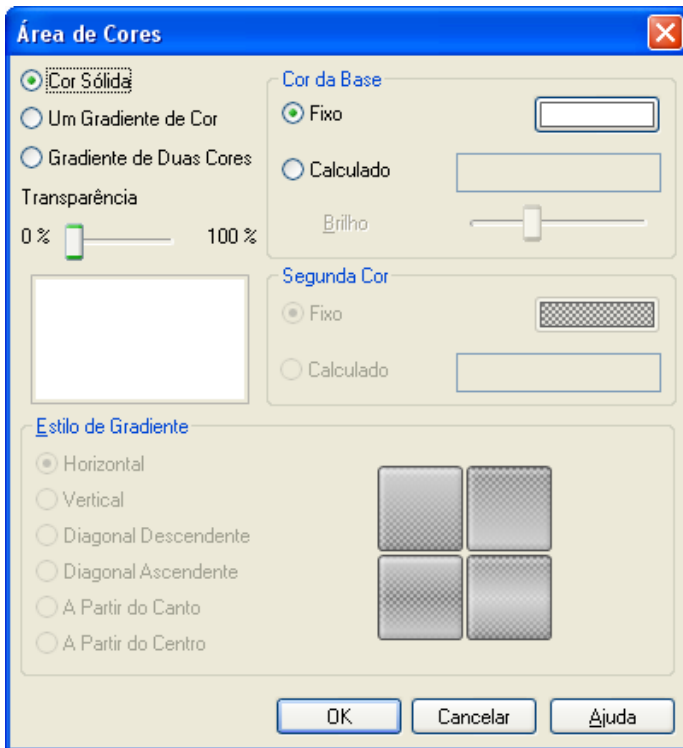 Área de Cores
Cor Sólida
Um Gradiente de Cor
Gradiente de Duas Cores
Transparência
0 % 100 %
Cor da Base
Fixo
Calculado
Brilho
Segunda Cor
Fixo
Calculado
Estilo de Gradiente
Horizontal
Vertical
Diagonal Descendente
Diagonal Ascendente
A Partir do Canto
A Partir do Centro
OK Cancelar Ajuda